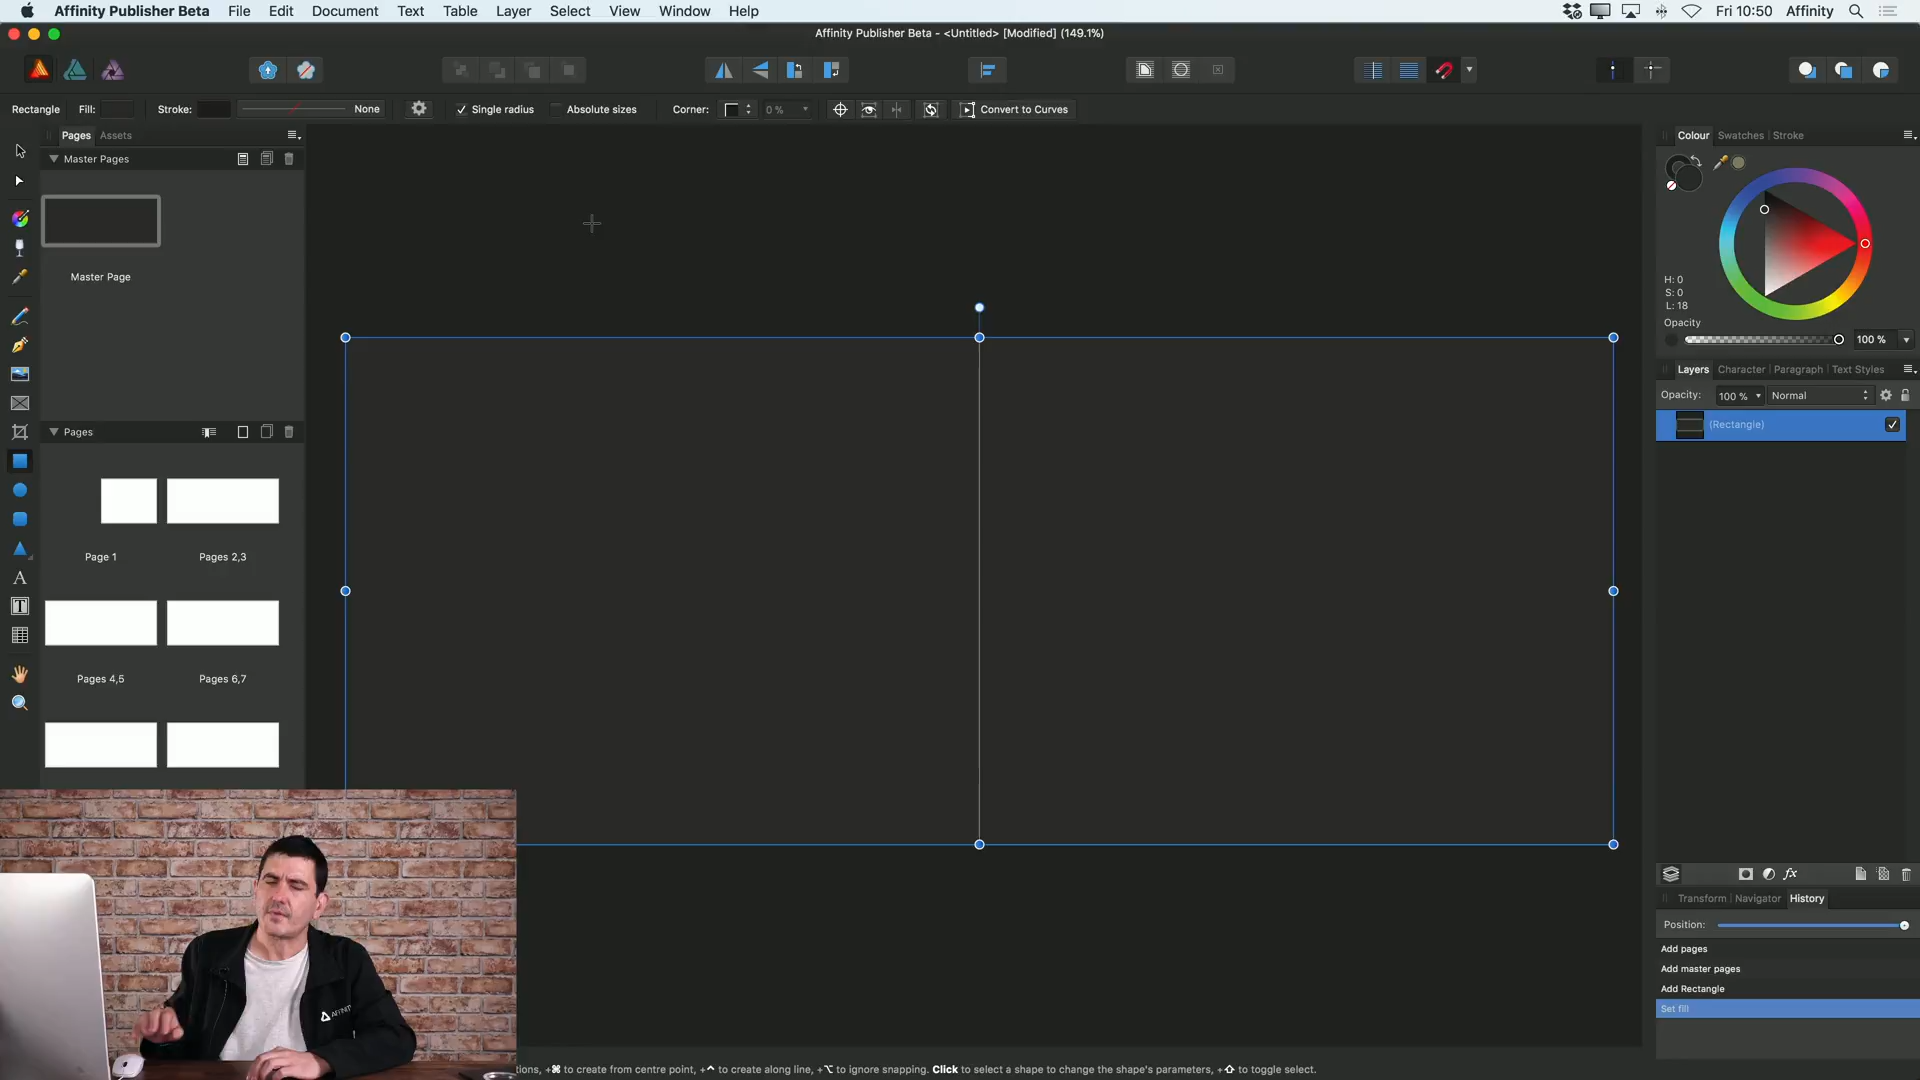 Affinity Publisher Beta File Edit Document Text Table Layer Select View Window Help Fri 10:50 Affinity
Affinity Publisher Beta - <Untitled> [Modified] (149.1%)
Rectangle Fill: Stroke: None Single radius Absolute sizes Corner: 0 % Convert to Curves
Pages Assets
Master Pages
Master Page
Pages
Page 1 Pages 2,3
Pages 4,5 Pages 6,7
Colour Swatches Stroke
H: 0
S: 0
L: 18
Opacity
100 %
Layers Character Paragraph Text Styles
Opacity: 100 % Normal
(Rectangle)
fx
Transform Navigator History
Position:
Add pages
Add master pages
Add Rectangle
Set fill
AFFINITY
tions, +⌘ to create from centre point, +^ to create along line, +⌥ to ignore snapping. Click to select a shape to change the shape's parameters, +⇧ to toggle select.